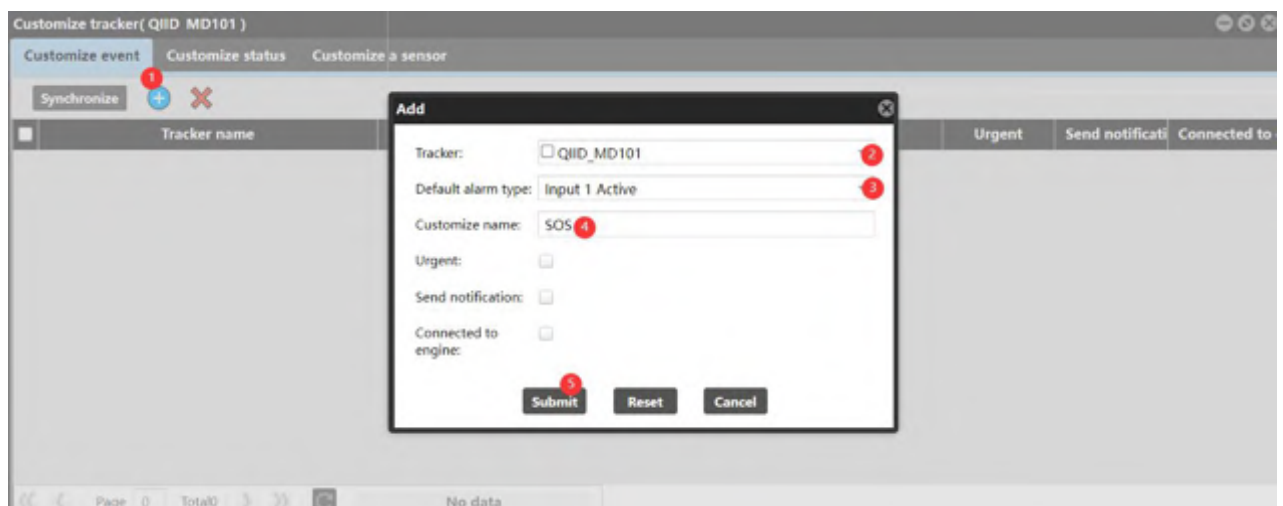 Customize tracker( QIID MD101 )
Customize event Customize status Customize a sensor
1
Synchronize
Tracker name Urgent Send notificati Connected to
Add
Tracker: QIID_MD101 2
Default alarm type: Input 1 Active 3
Customize name: SOS 4
Urgent:
Send notification:
Connected to
engine:
5
Submit Reset Cancel
Page 0 Total0 No data